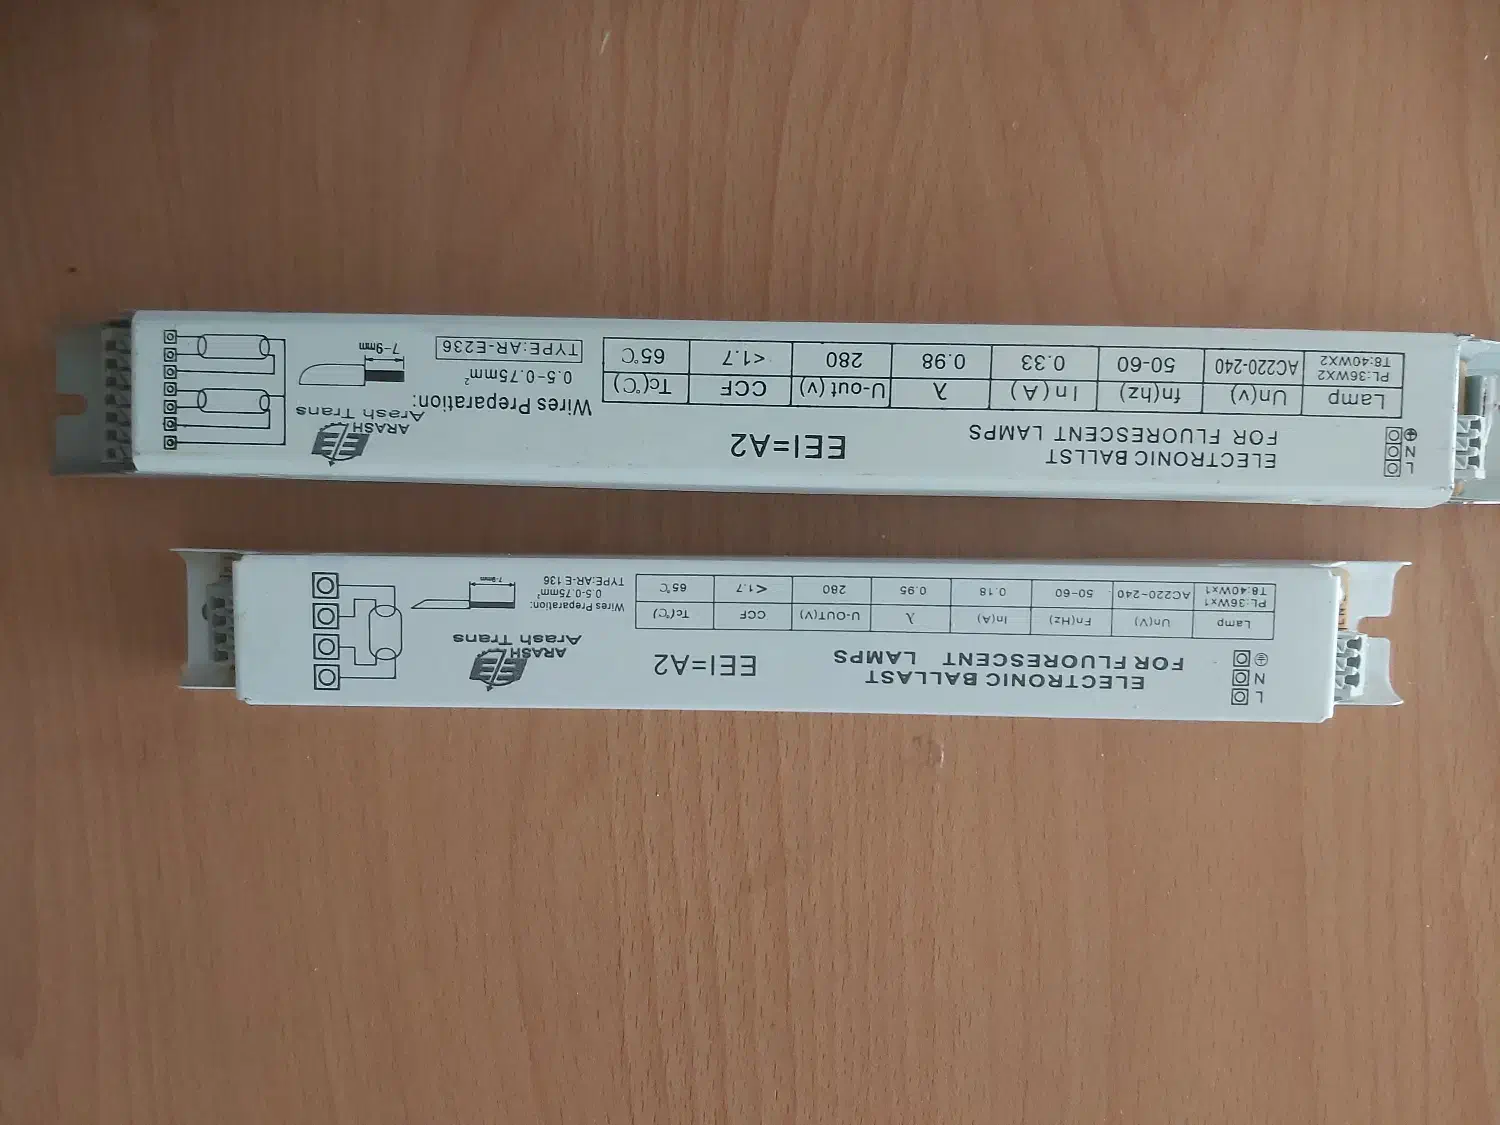 L
N
ELECTRONIC BALLST
FOR FLUORESCENT LAMPS
EEI=A2
ARASH
Arash Trans
Lamp Un(v) fn(hz) In(A) λ U-out(v) CCF Tc(℃)
PL:36WX2
T8:40WX2 AC220-240 50-60 0.33 0.98 280 <1.7 65℃
Wires Preparation:
0.5-0.75mm²
TYPE:AR-E236
7-9mm
L
N
ELECTRONIC BALLAST
FOR FLUORESCENT LAMPS
EEI=A2
ARASH
Arash Trans
Lamp Un(V) Fn(Hz) In(A) λ U-OUT(V) CCF Tc(℃)
PL:36Wx1
T8:40Wx1 AC220-240 50-60 0.18 0.95 280 <1.7 65℃
Wires Preparation:
0.5-0.75mm²
TYPE:AR-E 136
7-9mm